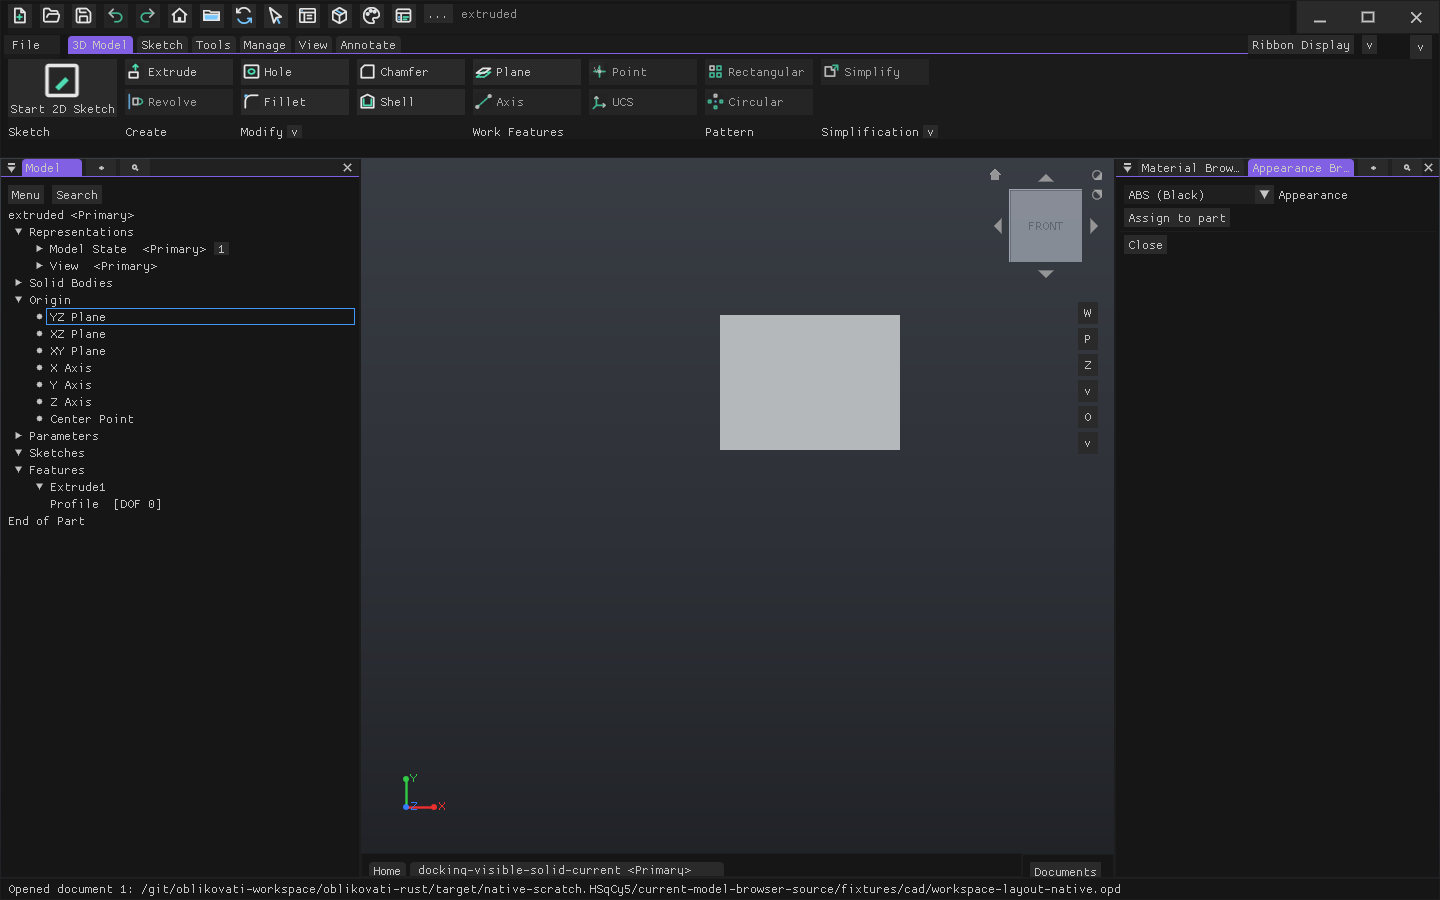 ... extruded
File 3D Model Sketch Tools Manage View Annotate Ribbon Display v v
Start 2D Sketch
Extrude Hole Chamfer Plane Point Rectangular Simplify
Revolve Fillet Shell Axis UCS Circular
Sketch Create Modify v Work Features Pattern Simplification v
Model
Menu Search
extruded <Primary>
Representations
Model State <Primary> 1
View <Primary>
Solid Bodies
Origin
YZ Plane
XZ Plane
XY Plane
X Axis
Y Axis
Z Axis
Center Point
Parameters
Sketches
Features
Extrude1
Profile [DOF 0]
End of Part
FRONT
W
P
Z
v
O
v
Y
Z X
Material Brow… Appearance Br…
ABS (Black) Appearance
Assign to part
Close
Home docking-visible-solid-current <Primary> Documents
Opened document 1: /git/oblikovati-workspace/oblikovati-rust/target/native-scratch.HSqCy5/current-model-browser-source/fixtures/cad/workspace-layout-native.opd